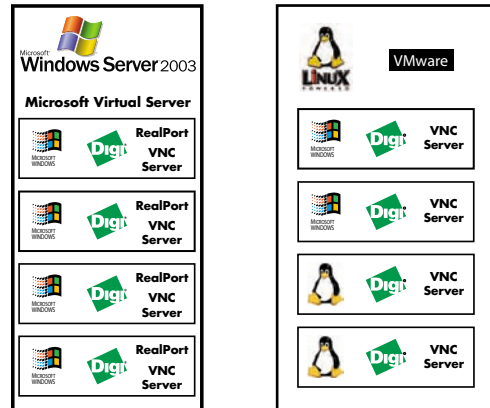 Microsoft
Windows Server 2003
Microsoft Virtual Server
MICROSOFT
WINDOWS
Digi
RealPort
VNC
Server
MICROSOFT
WINDOWS
Digi
RealPort
VNC
Server
MICROSOFT
WINDOWS
Digi
RealPort
VNC
Server
MICROSOFT
WINDOWS
Digi
RealPort
VNC
Server
LINUX
POWERED
VMware
MICROSOFT
WINDOWS
Digi
VNC
Server
MICROSOFT
WINDOWS
Digi
VNC
Server
Digi
VNC
Server
Digi
VNC
Server